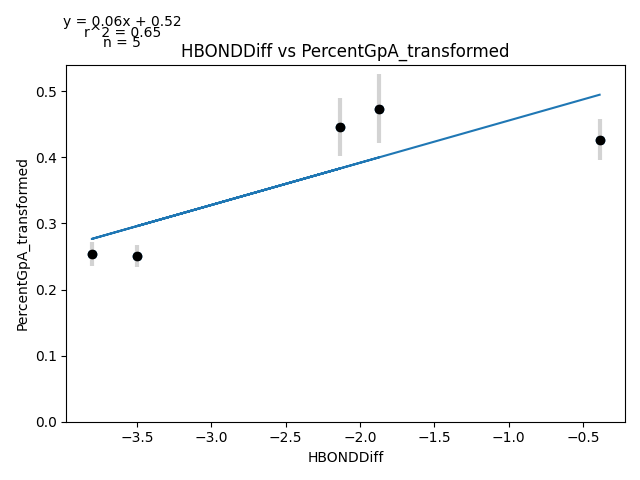 y = 0.06x + 0.52
r^2 = 0.65
n = 5
HBONDDiff vs PercentGpA_transformed
PercentGpA_transformed
0.5
0.4
0.3
0.2
0.1
0.0
−3.5 −3.0 −2.5 −2.0 −1.5 −1.0 −0.5
HBONDDiff